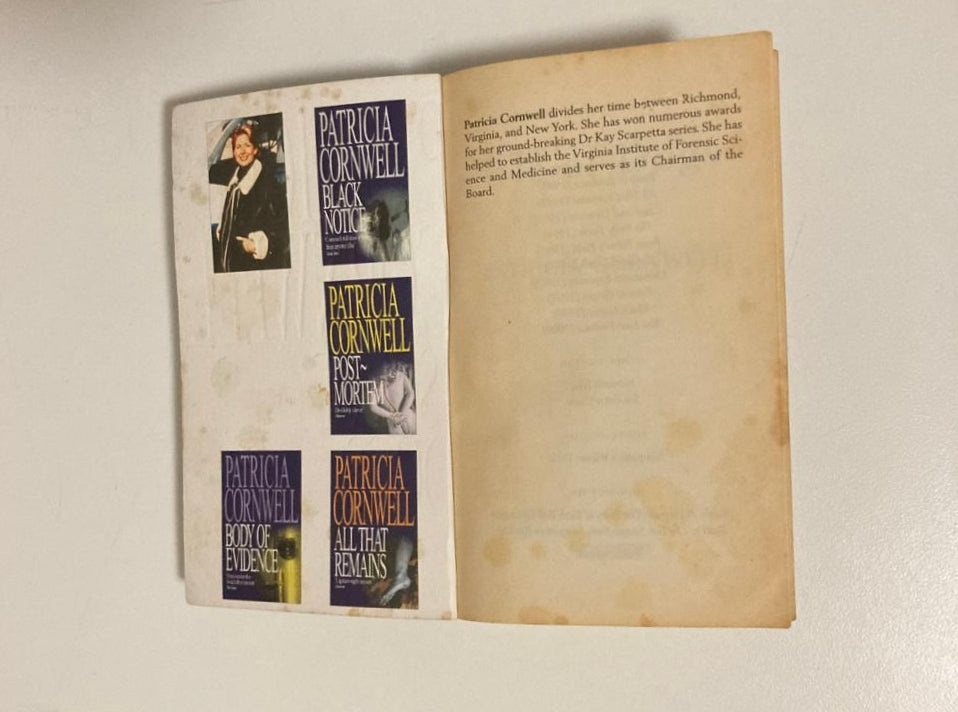 PATRICIA
CORNWELL
BLACK
NOTICE
PATRICIA
CORNWELL
POST~
MORTEM
PATRICIA
CORNWELL
BODY OF
EVIDENCE
PATRICIA
CORNWELL
ALL THAT
REMAINS
Patricia Cornwell divides her time between Richmond,
Virginia, and New York. She has won numerous awards
for her ground-breaking Dr Kay Scarpetta series. She has
helped to establish the Virginia Institute of Forensic Sci-
ence and Medicine and serves as its Chairman of the
Board.